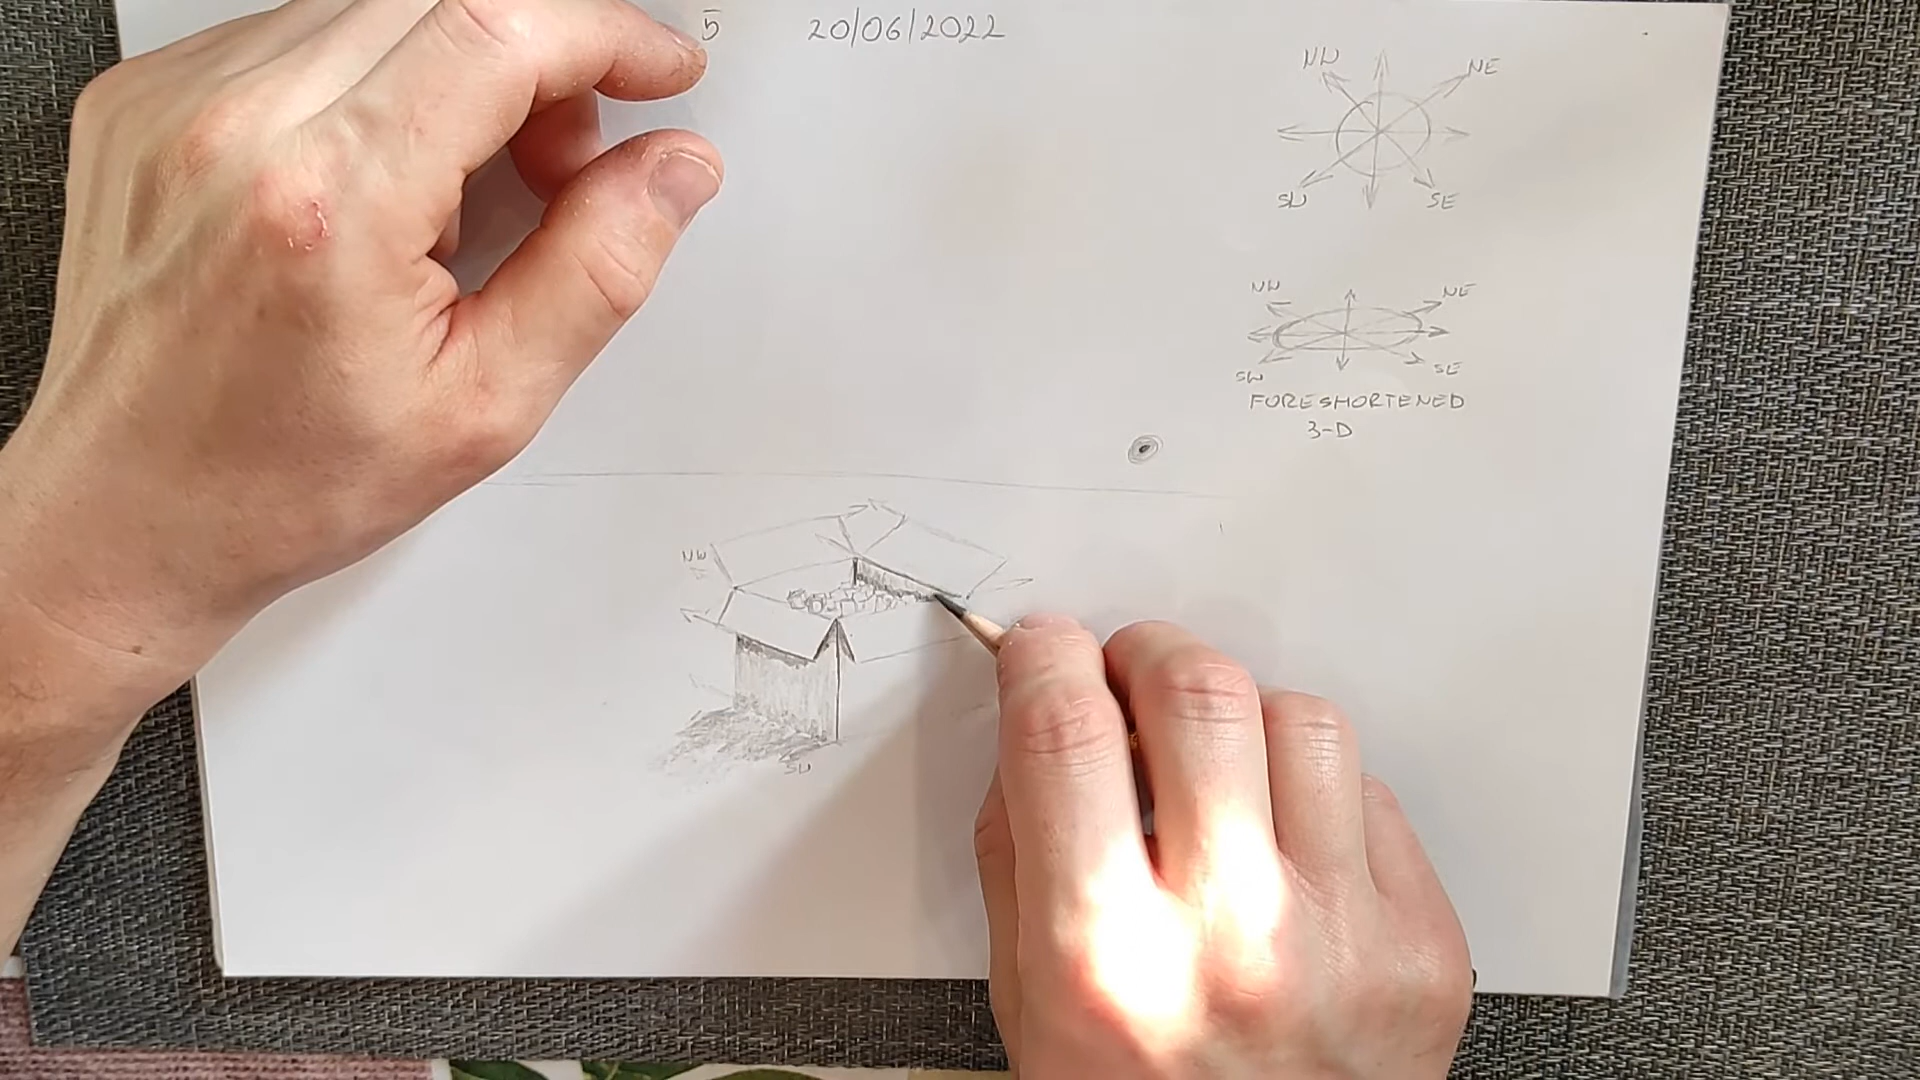 5 20/06/2022
NW NE
SW SE
NW NE
SW SE
FORESHORTENED
3-D
NW
SW